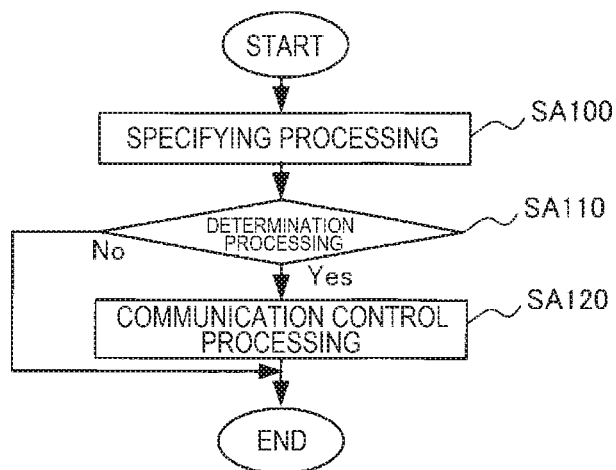 START
SPECIFYING PROCESSING
SA100
DETERMINATION
PROCESSING
SA110
No
Yes
COMMUNICATION CONTROL
PROCESSING
SA120
END